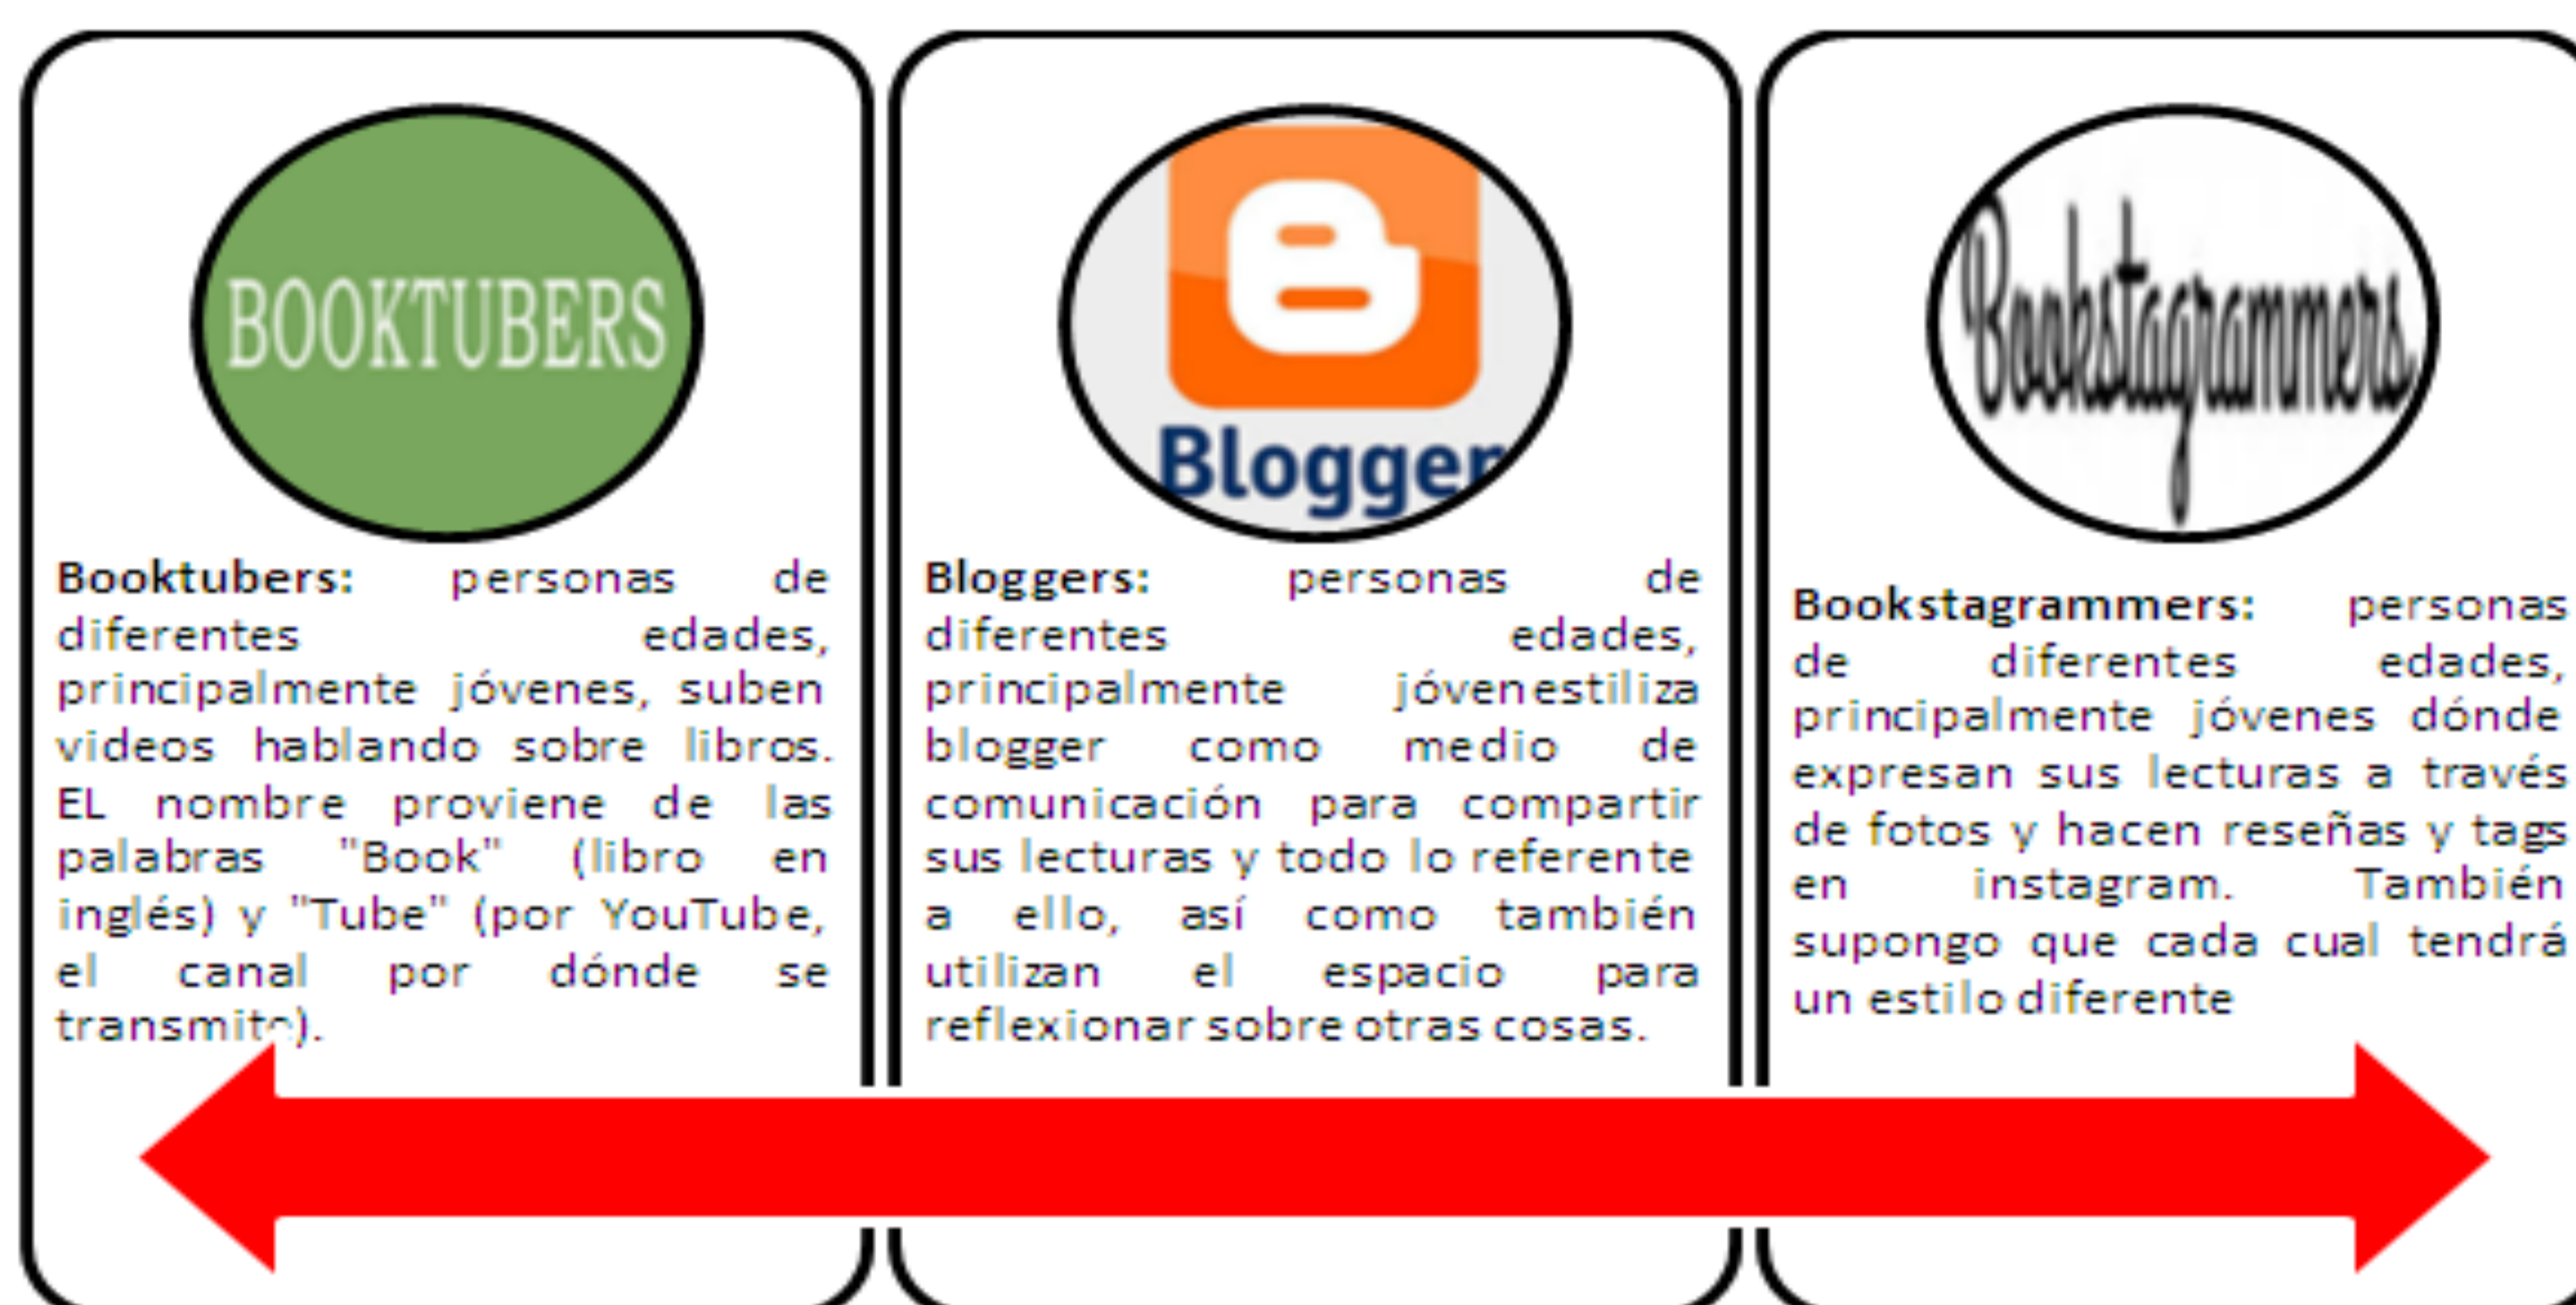 BOOKTUBERS
Booktubers: personas de
diferentes edades,
principalmente jóvenes, suben
videos hablando sobre libros.
EL nombre proviene de las
palabras "Book" (libro en
inglés) y "Tube" (por YouTube,
el canal por dónde se
transmite).
Blogger
Bloggers: personas de
diferentes edades,
principalmente jóvenestiliza
blogger como medio de
comunicación para compartir
sus lecturas y todo lo referente
a ello, así como también
utilizan el espacio para
reflexionar sobre otras cosas.
Bookstagrammers
Bookstagrammers: personas
de diferentes edades,
principalmente jóvenes dónde
expresan sus lecturas a través
de fotos y hacen reseñas y tags
en instagram. También
supongo que cada cual tendrá
un estilo diferente